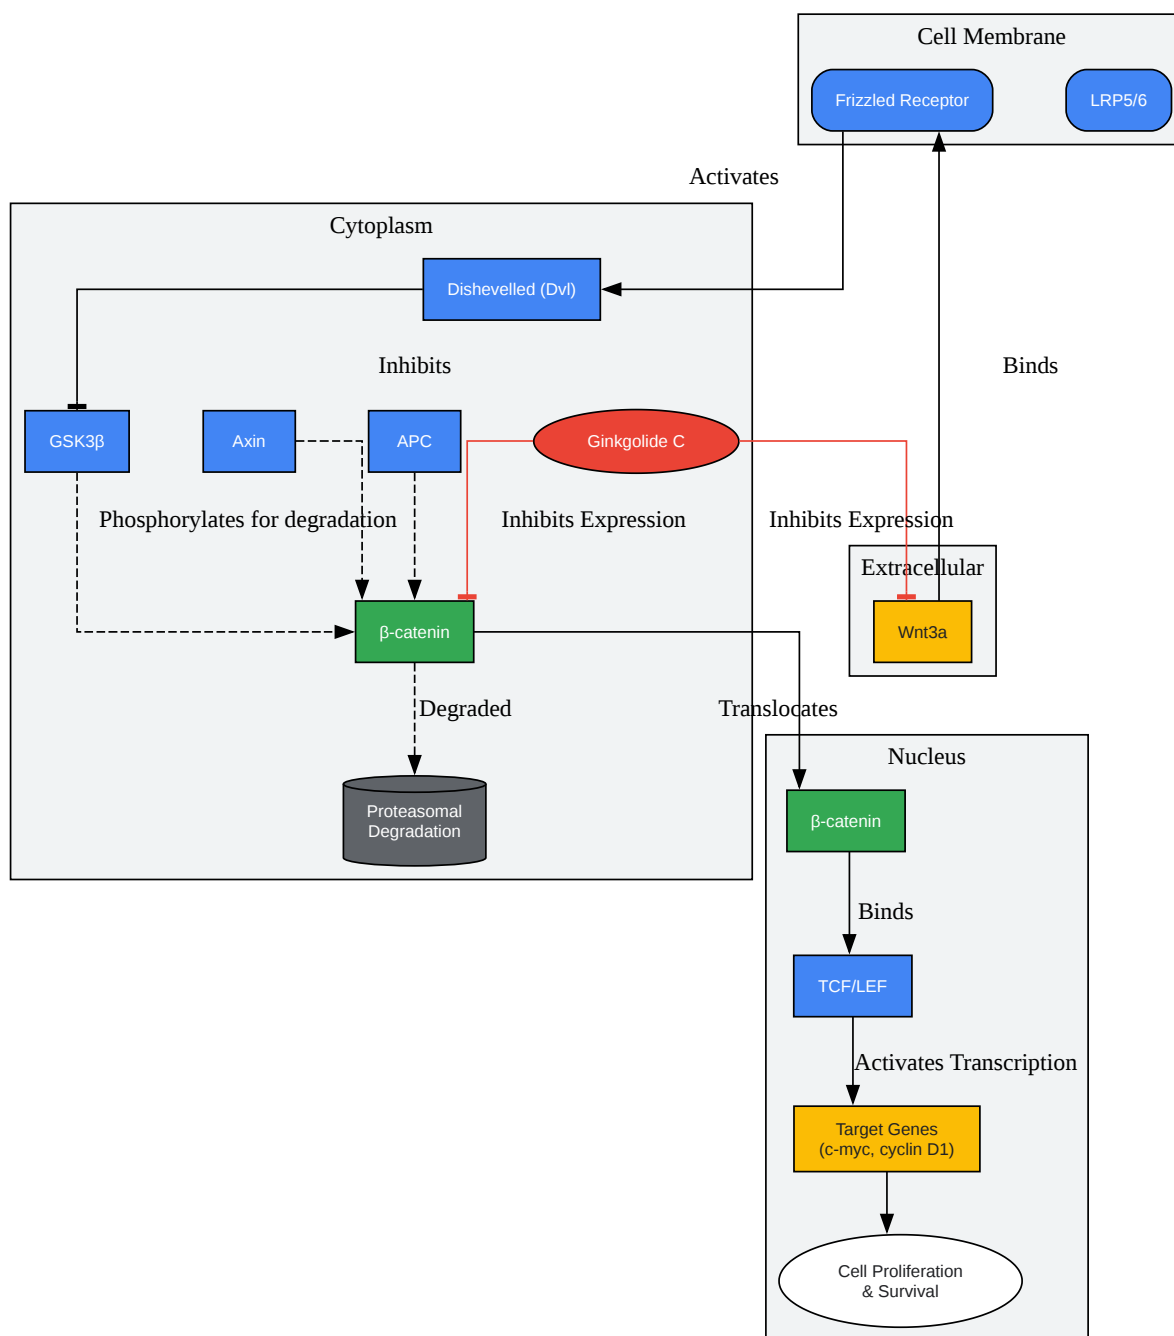 Cell Membrane
Frizzled Receptor
LRP5/6
Activates
Cytoplasm
Dishevelled (Dvl)
Inhibits
Binds
GSK3β
Axin
APC
Ginkgolide C
Phosphorylates for degradation
Inhibits Expression
Inhibits Expression
Extracellular
Wnt3a
β-catenin
Degraded
Translocates
Nucleus
Proteasomal
Degradation
β-catenin
Binds
TCF/LEF
Activates Transcription
Target Genes
(c-myc, cyclin D1)
Cell Proliferation
& Survival